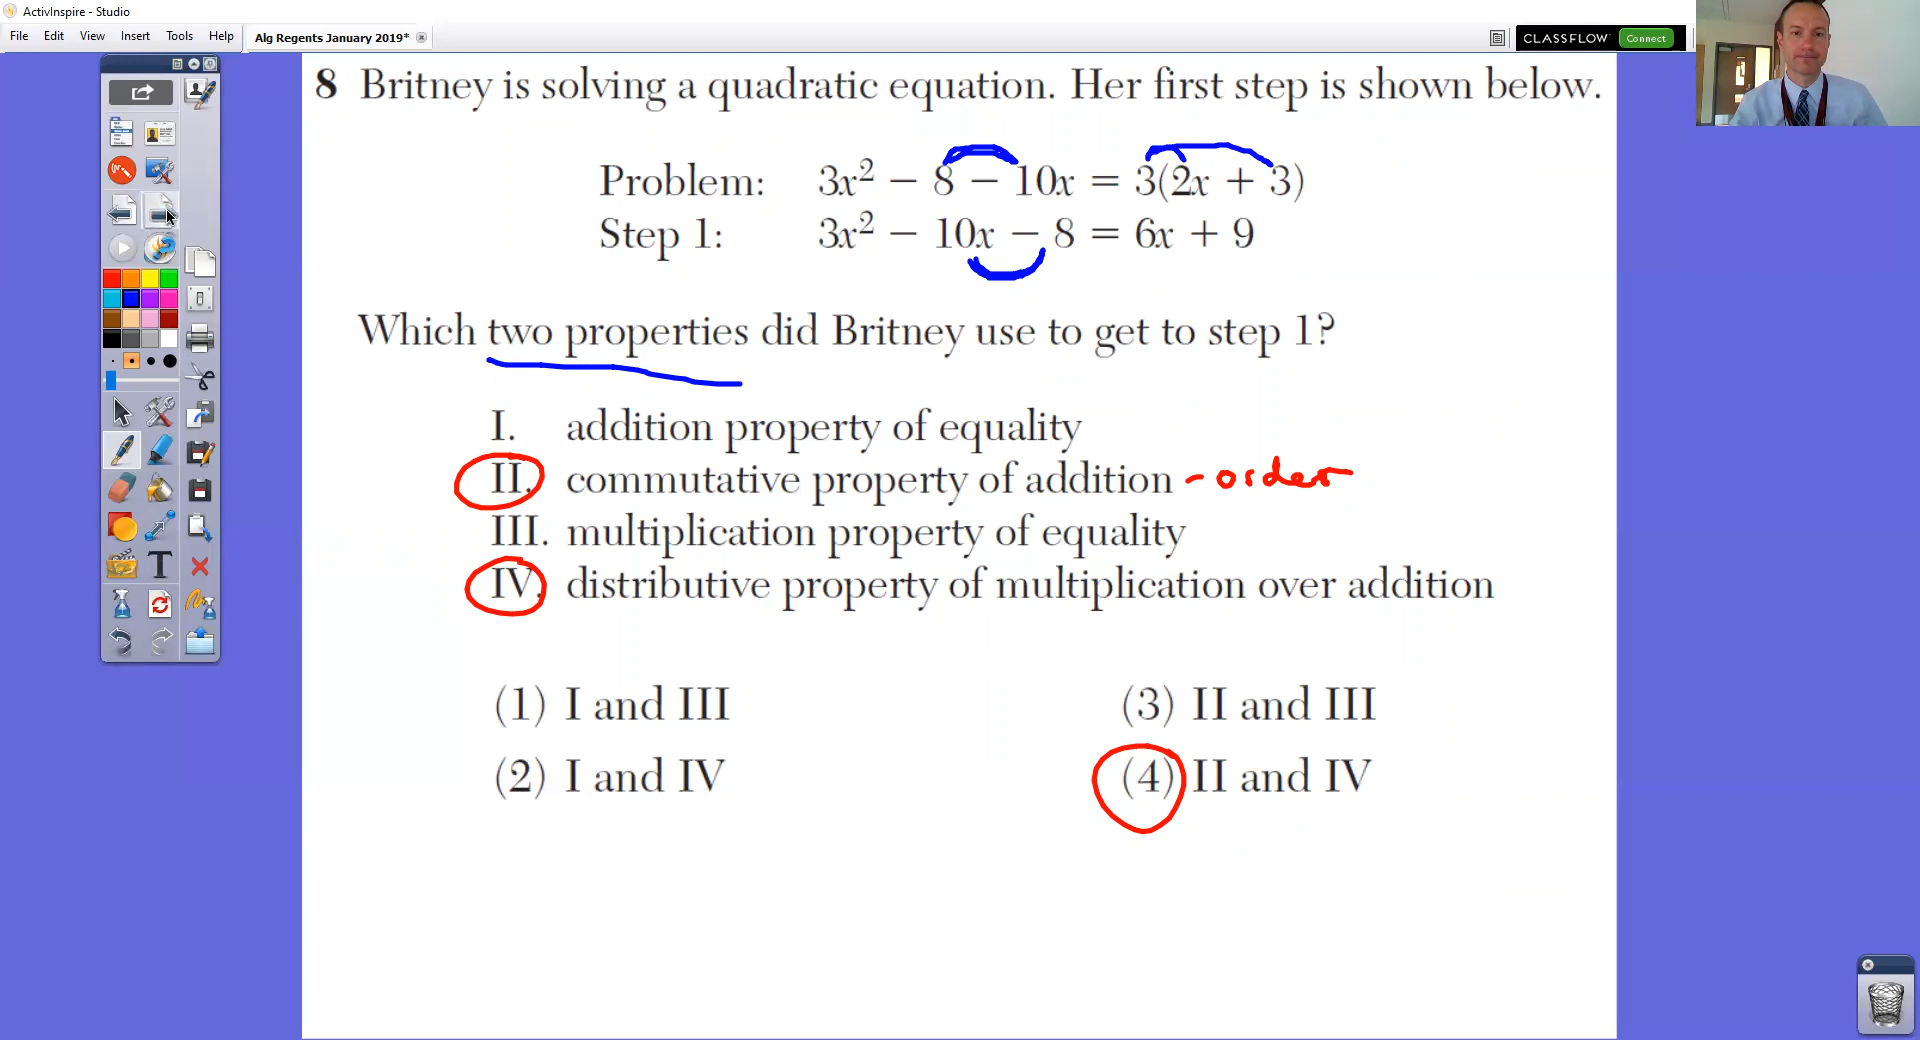 ActivInspire - Studio
File Edit View Insert Tools Help Alg Regents January 2019* CLASSFLOW Connect
8 Britney is solving a quadratic equation. Her first step is shown below.
Problem: 3x² − 8 − 10x = 3(2x + 3)
Step 1: 3x² − 10x − 8 = 6x + 9
Which two properties did Britney use to get to step 1?
I. addition property of equality
II. commutative property of addition - order
III. multiplication property of equality
IV. distributive property of multiplication over addition
(1) I and III (3) II and III
(2) I and IV (4) II and IV